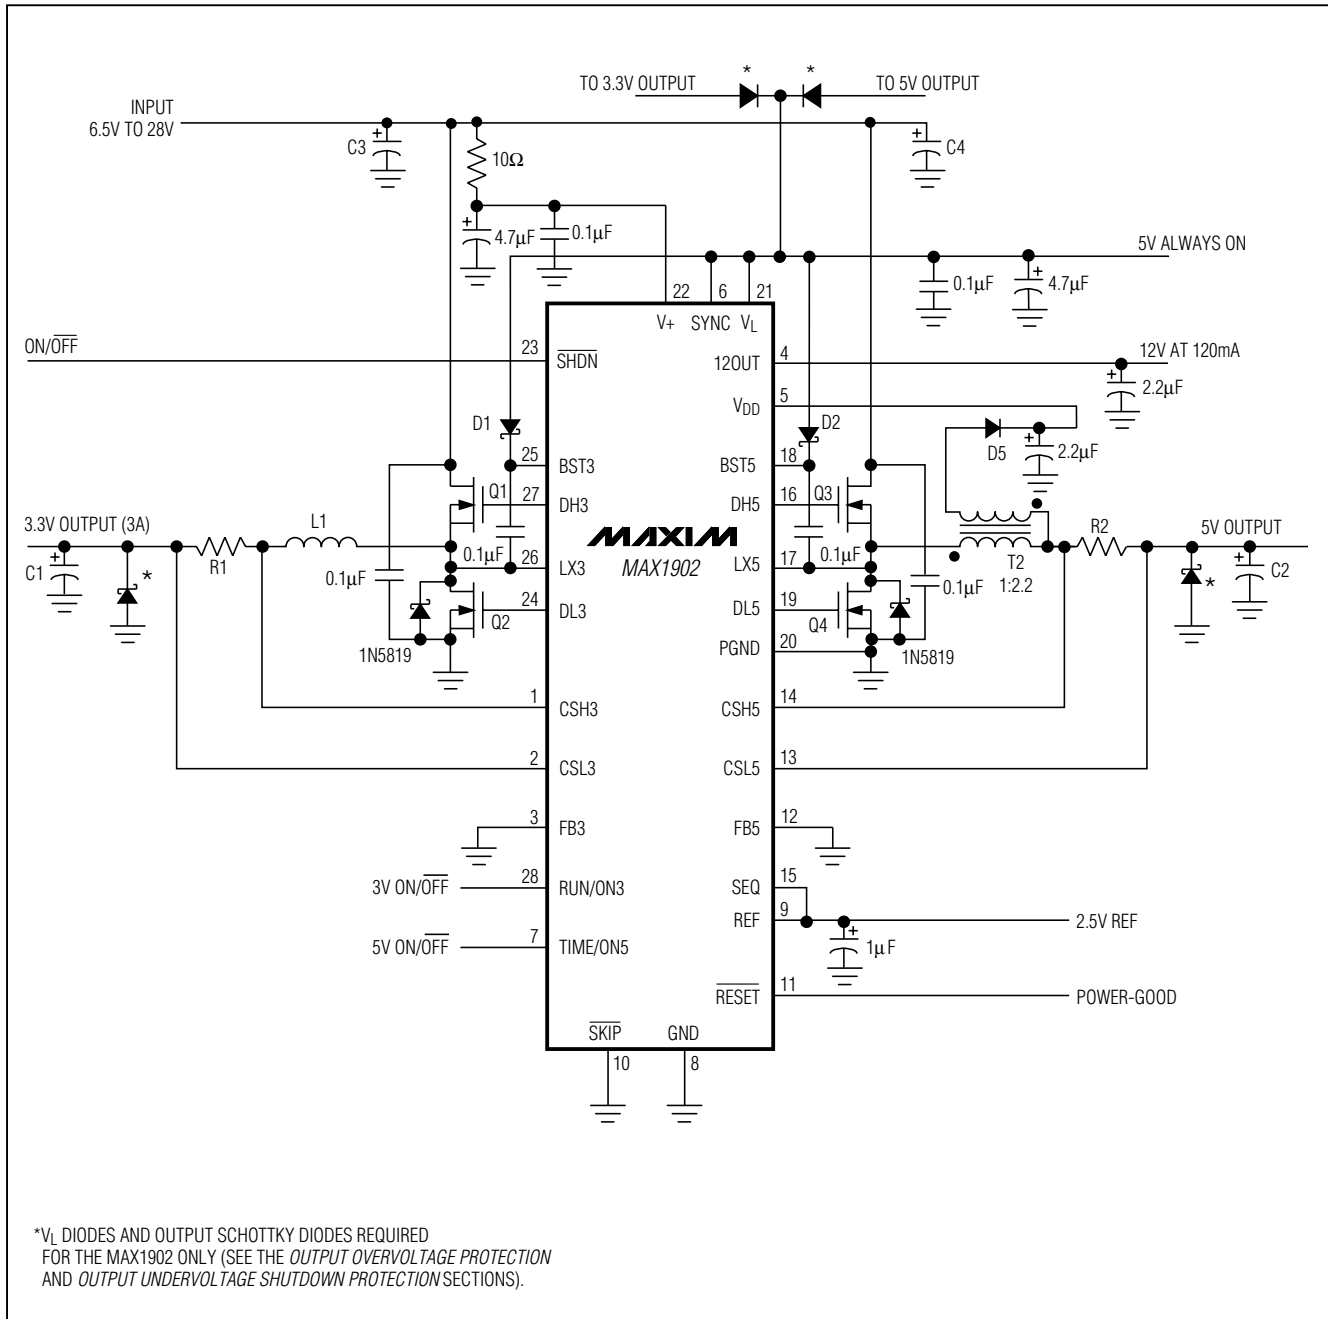 TO 3.3V OUTPUT
*
*
TO 5V OUTPUT
INPUT
6.5V TO 28V
C3
+
10Ω
C4
+
+
4.7µF
0.1µF
5V ALWAYS ON
0.1µF
+
4.7µF
22
6
21
V+
SYNC
VL
ON/OFF
23
SHDN
12OUT
4
12V AT 120mA
+
2.2µF
VDD
5
D1
D2
D5
+
2.2µF
25
BST3
BST5
18
Q1
27
DH3
DH5
16
Q3
3.3V OUTPUT (3A)
L1
R1
MAXIM
MAX1902
R2
5V OUTPUT
C1
+
*
0.1µF
0.1µF
26
LX3
LX5
17
0.1µF
0.1µF
T2
1:2.2
*
+
C2
24
DL3
DL5
19
Q2
Q4
1N5819
PGND
20
1N5819
1
CSH3
CSH5
14
2
CSL3
CSL5
13
3
FB3
FB5
12
3V ON/OFF
28
RUN/ON3
SEQ
15
REF
9
2.5V REF
+
1µF
5V ON/OFF
7
TIME/ON5
RESET
11
POWER-GOOD
SKIP
GND
10
8
*VL DIODES AND OUTPUT SCHOTTKY DIODES REQUIRED
FOR THE MAX1902 ONLY (SEE THE OUTPUT OVERVOLTAGE PROTECTION
AND OUTPUT UNDERVOLTAGE SHUTDOWN PROTECTION SECTIONS).